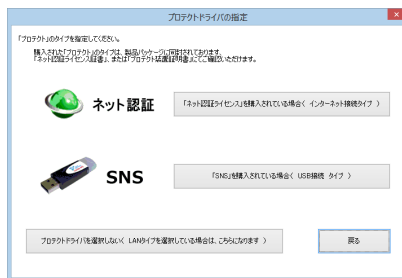 プロテクトドライバの指定
「プロテクト」のタイプを指定してください。
購入された「プロテクト」のタイプは、製品パッケージに同封されております、
「ネット認証ライセンス証書」、または「プロテクト装置証明書」にてご確認いただけます。
ネット認証
「ネット認証ライセンス」を購入されている場合( インターネット接続タイプ )
SNS
「SNS」を購入されている場合( USB接続 タイプ )
プロテクトドライバを選択しない( LANタイプを選択している場合は、こちらになります )
戻る